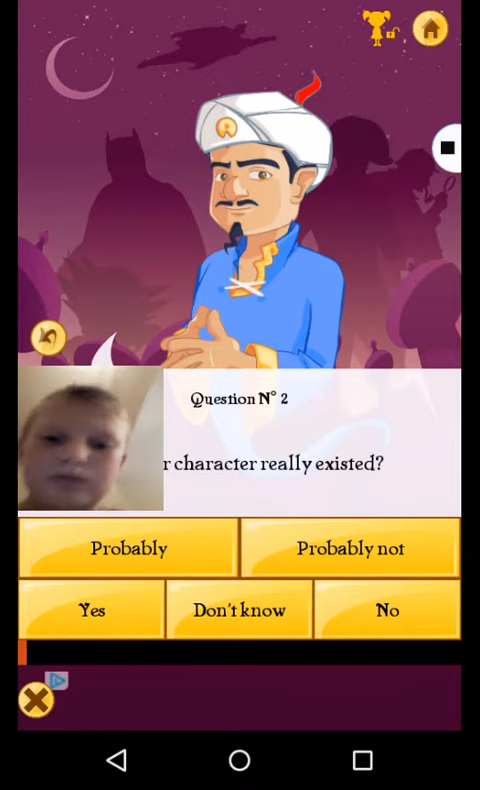 Question N° 2
r character really existed?
Probably
Probably not
Yes
Don't know
No